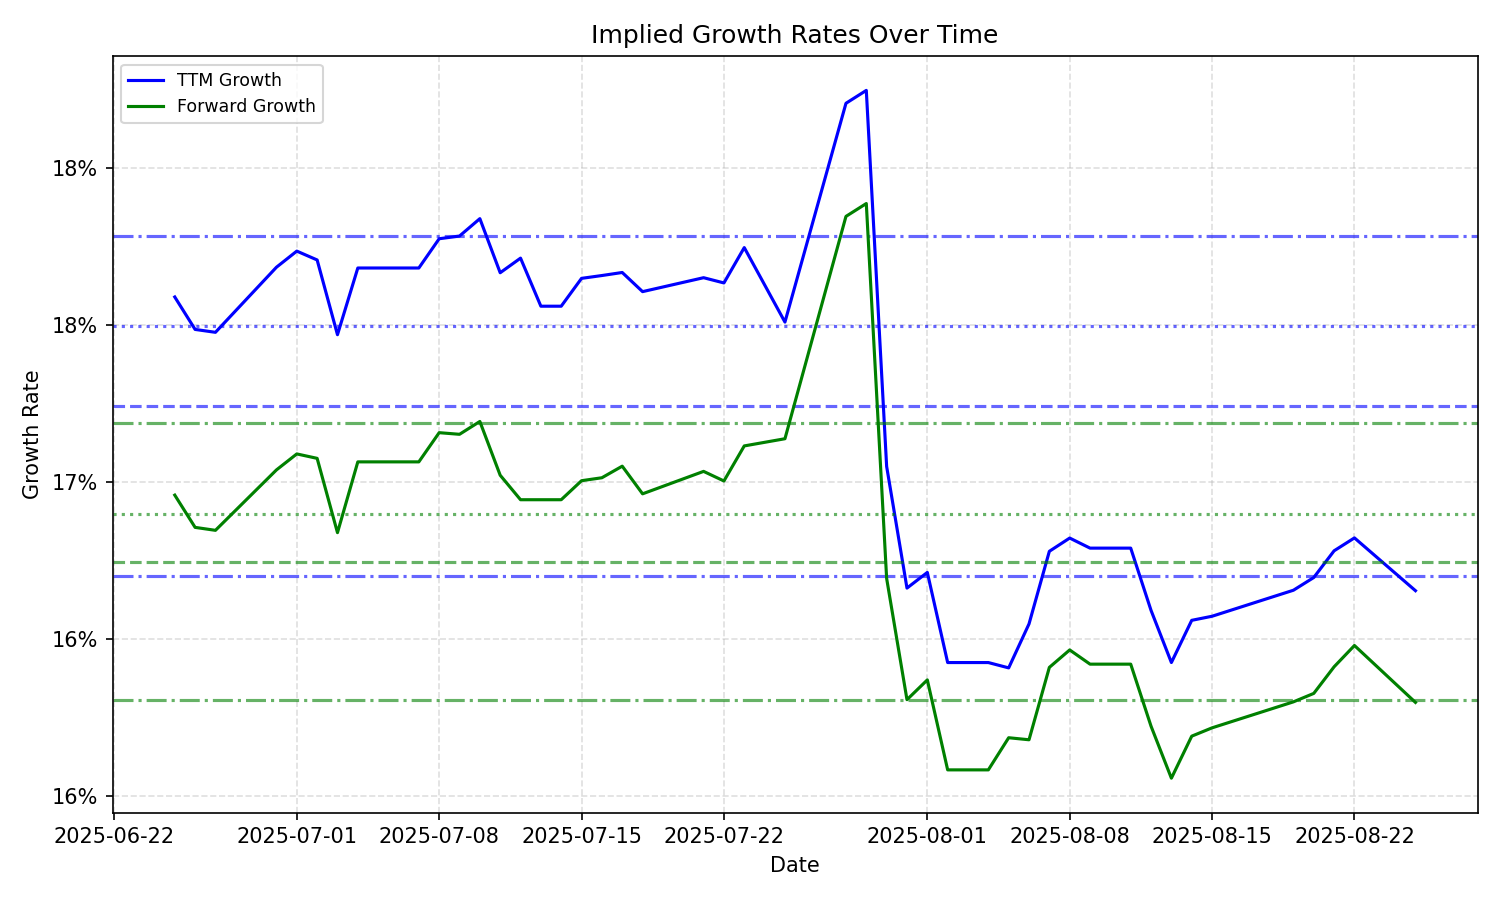 Implied Growth Rates Over Time
TTM Growth
Forward Growth
18%
18%
17%
16%
16%
Growth Rate
2025-06-22
2025-07-01
2025-07-08
2025-07-15
2025-07-22
2025-08-01
2025-08-08
2025-08-15
2025-08-22
Date